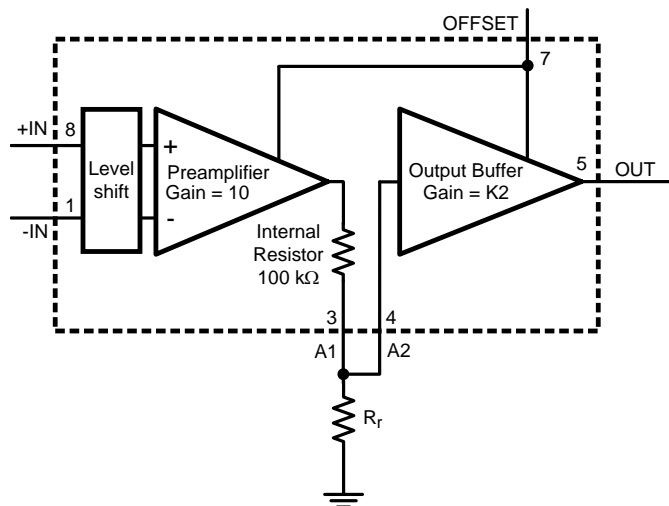 OFFSET
7
+IN
8
Level
shift
1
-IN
+
-
Preamplifier
Gain = 10
Output Buffer
Gain = K2
5
OUT
Internal
Resistor
100 kΩ
3
4
A1
A2
Rr